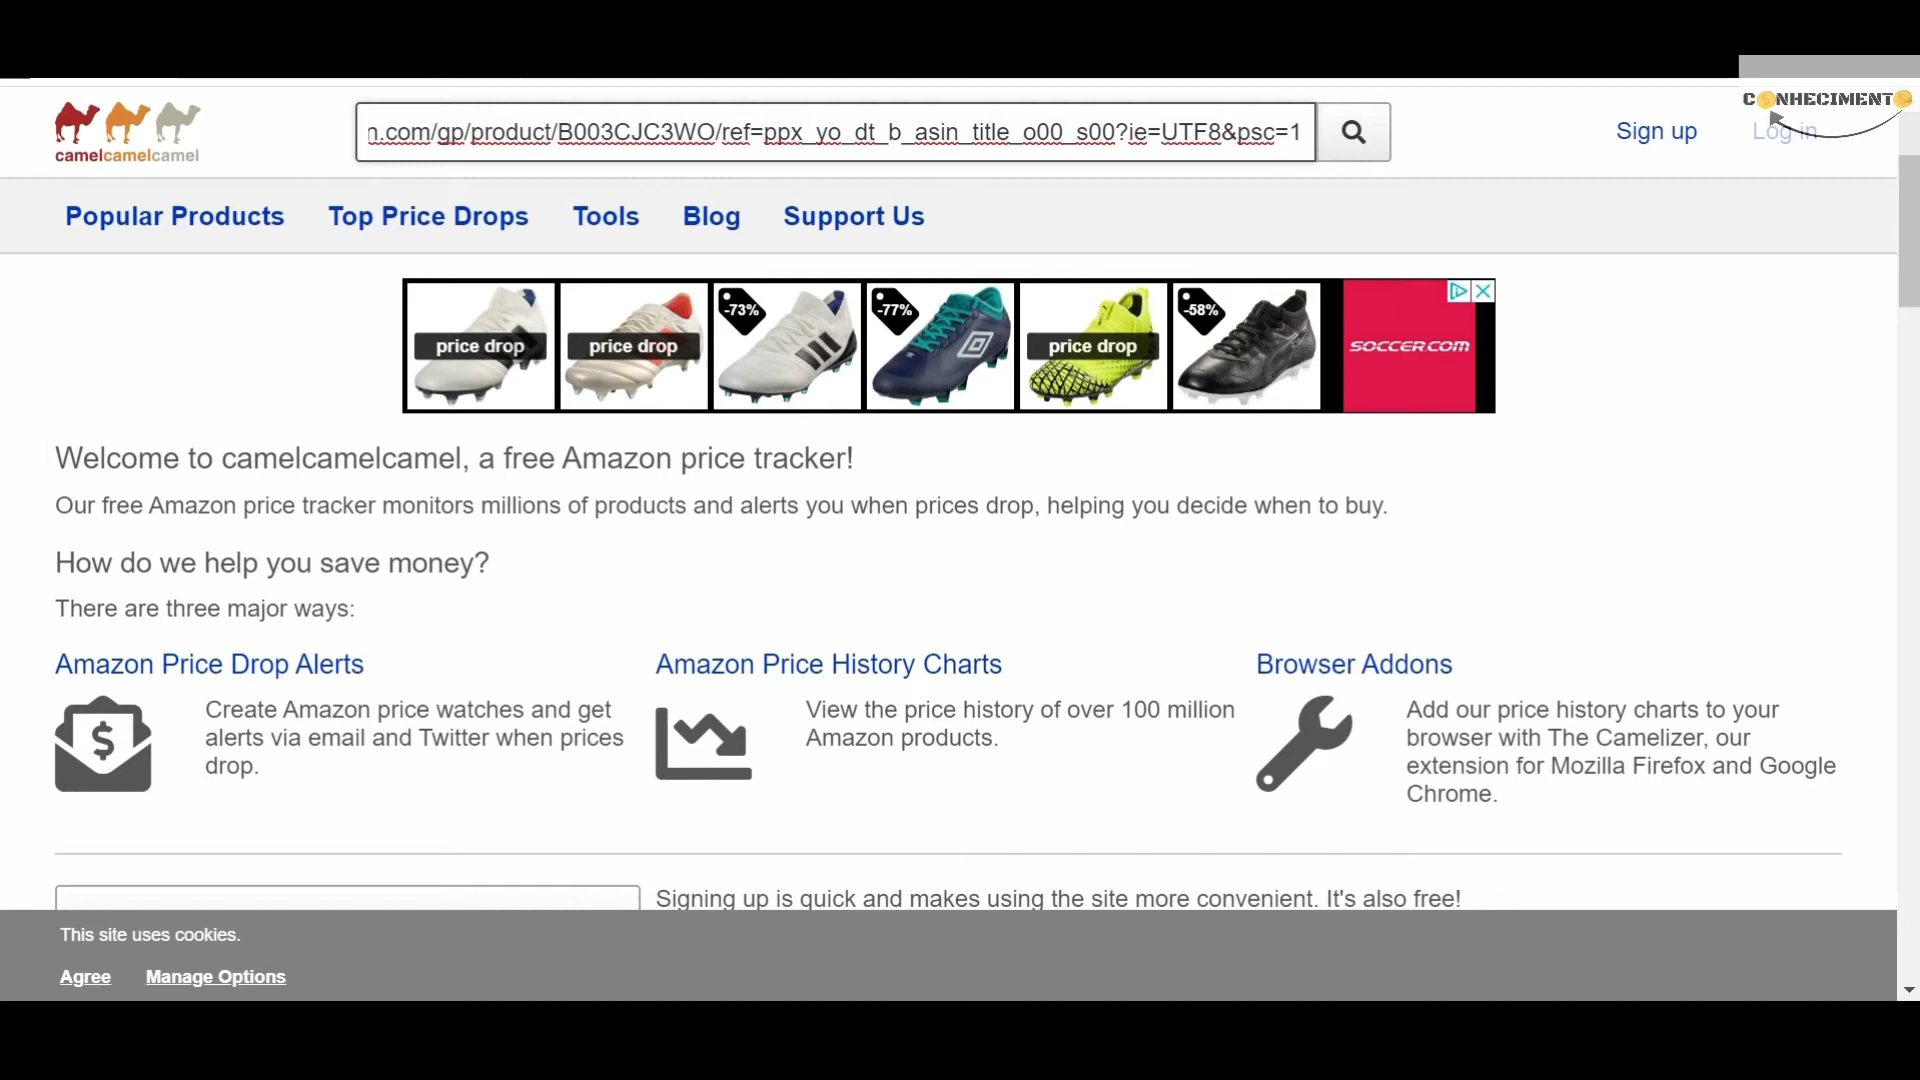 CONHECIMENTO
camelcamelcamel
n.com/gp/product/B003CJC3WO/ref=ppx_yo_dt_b_asin_title_o00_s00?ie=UTF8&psc=1
Sign up
Log in
Popular Products
Top Price Drops
Tools
Blog
Support Us
price drop
price drop
-73%
-77%
price drop
-58%
SOCCER.COM
Welcome to camelcamelcamel, a free Amazon price tracker!
Our free Amazon price tracker monitors millions of products and alerts you when prices drop, helping you decide when to buy.
How do we help you save money?
There are three major ways:
Amazon Price Drop Alerts
Create Amazon price watches and get
alerts via email and Twitter when prices
drop.
Amazon Price History Charts
View the price history of over 100 million
Amazon products.
Browser Addons
Add our price history charts to your
browser with The Camelizer, our
extension for Mozilla Firefox and Google
Chrome.
Signing up is quick and makes using the site more convenient. It's also free!
This site uses cookies.
Agree
Manage Options